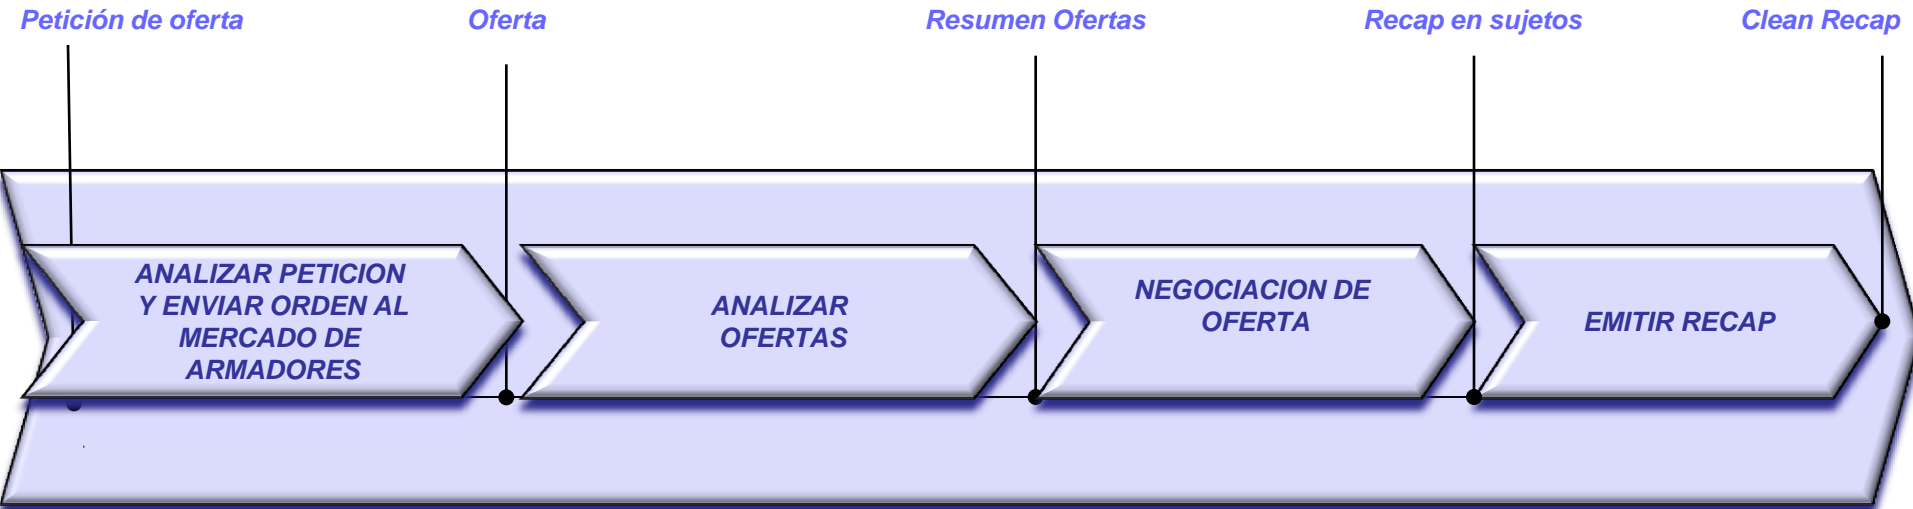 Petición de oferta
Oferta
Resumen Ofertas
Recap en sujetos
Clean Recap
ANALIZAR PETICION
Y ENVIAR ORDEN AL
MERCADO DE
ARMADORES
ANALIZAR
OFERTAS
NEGOCIACION DE
OFERTA
EMITIR RECAP